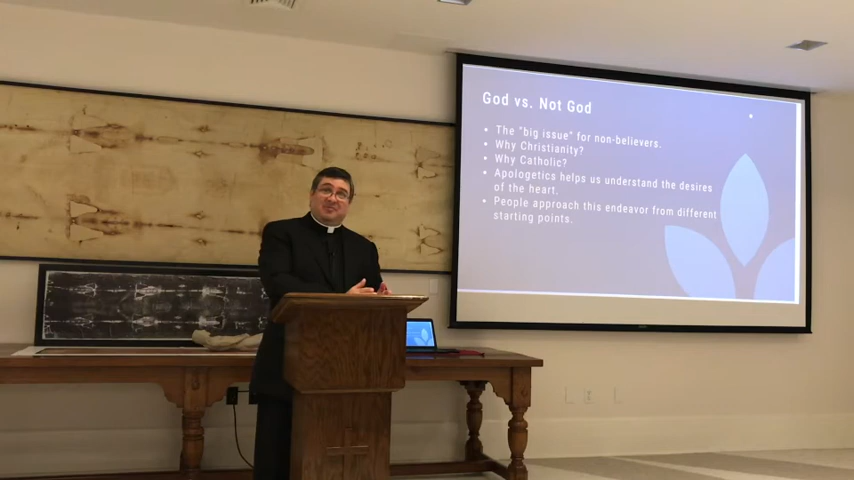 God vs. Not God
• The "big issue" for non-believers.
• Why Christianity?
• Why Catholic?
• Apologetics helps us understand the desires
of the heart.
• People approach this endeavor from different
starting points.